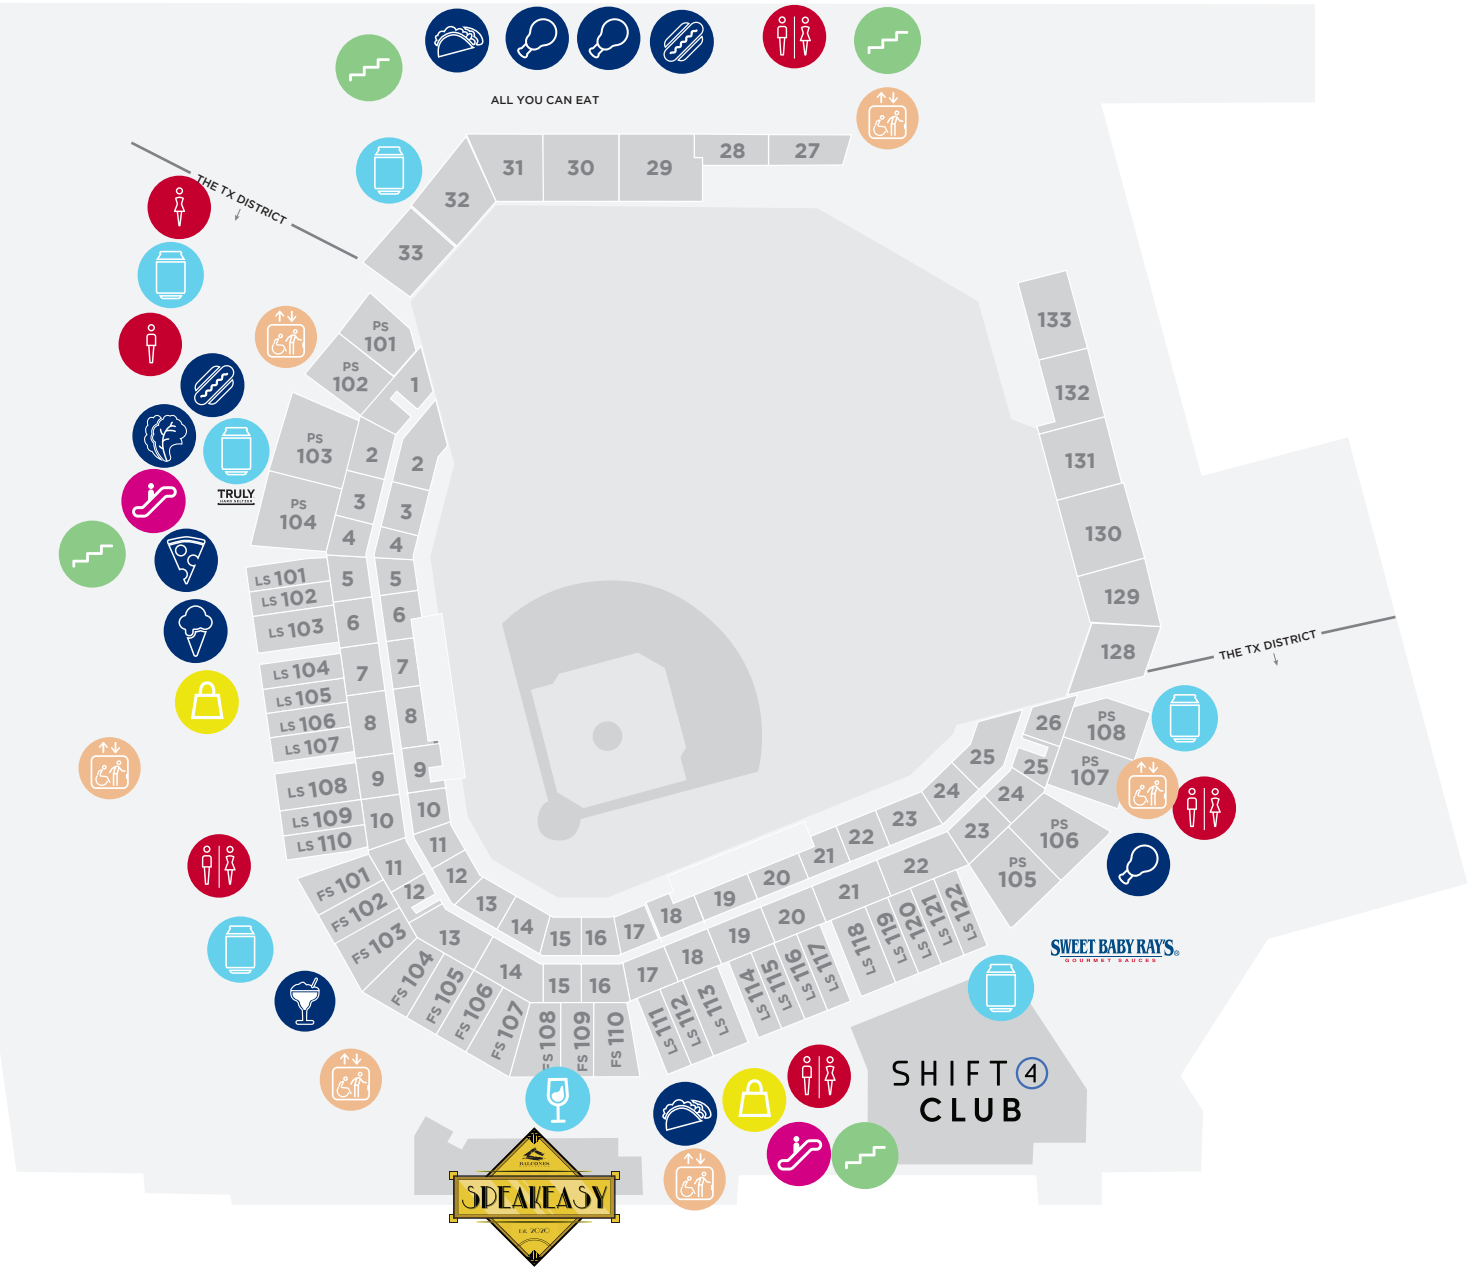 ALL YOU CAN EAT
31
30
29
28
27
32
33
THE TX DISTRICT
PS
101
PS
102
1
133
132
131
130
129
128
THE TX DISTRICT
PS
103
2
2
TRULY
HARD SELTZER
PS
104
3
3
4
4
LS 101
5
5
LS 102
LS 103
6
6
LS 104
7
7
LS 105
LS 106
8
8
LS 107
LS 108
9
9
LS 109
10
10
LS 110
11
11
FS 101
12
12
FS 102
13
FS 103
13
14
FS 104
14
FS 105
FS 106
FS 107
15
16
17
15
16
17
FS 108
FS 109
FS 110
18
19
20
21
22
23
24
25
26
PS
108
25
PS
107
24
23
PS
106
PS
105
22
21
20
19
18
LS 111
LS 112
LS 113
LS 114
LS 115
LS 116
LS 117
LS 118
LS 119
LS 120
LS 121
LS 122
SWEET BABY RAY'S®
GOURMET SAUCES
SHIFT 4
CLUB
BALCONES
SPEAKEASY
Est. 2020